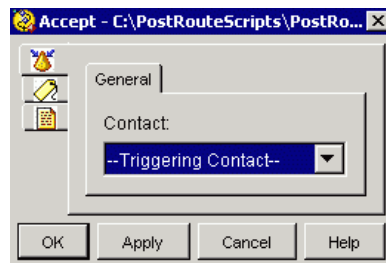 Accept - C:\PostRouteScripts\PostRo...
General
Contact:
--Triggering Contact--
OK Apply Cancel Help